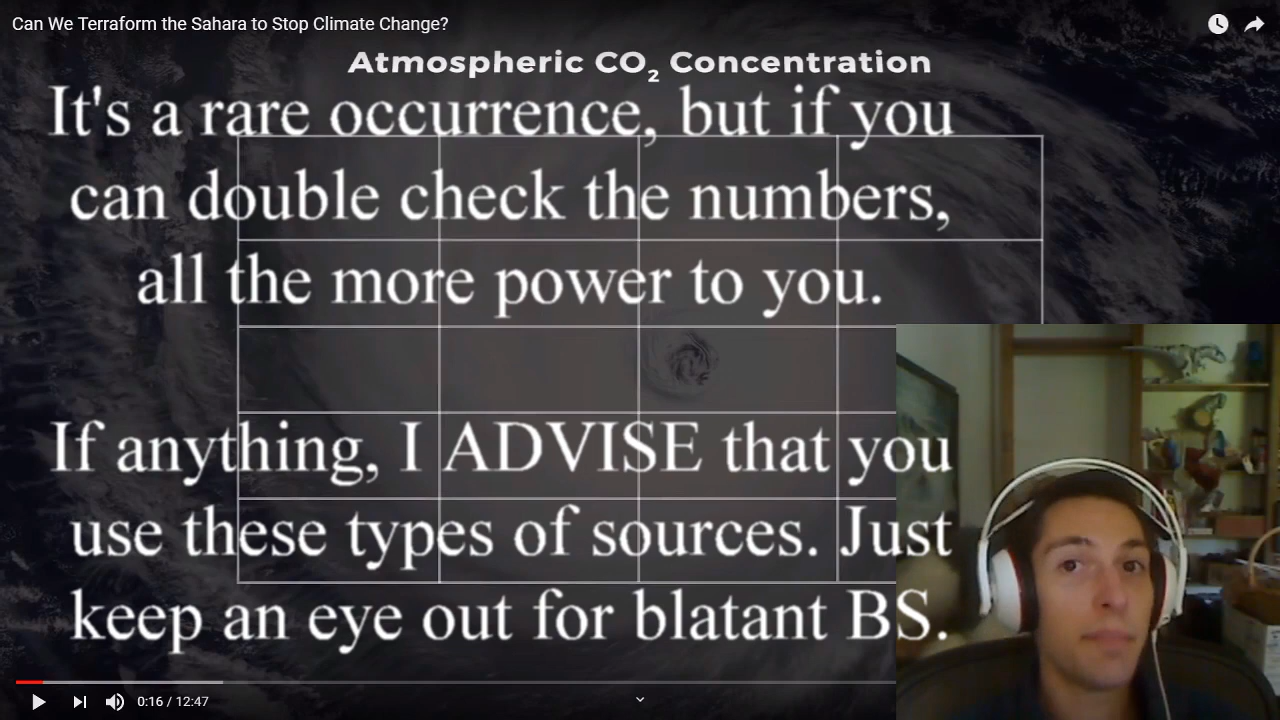 Can We Terraform the Sahara to Stop Climate Change?
Atmospheric CO₂ Concentration
It's a rare occurrence, but if you
can double check the numbers,
all the more power to you.
If anything, I ADVISE that you
use these types of sources. Just
keep an eye out for blatant BS.
0:16 / 12:47